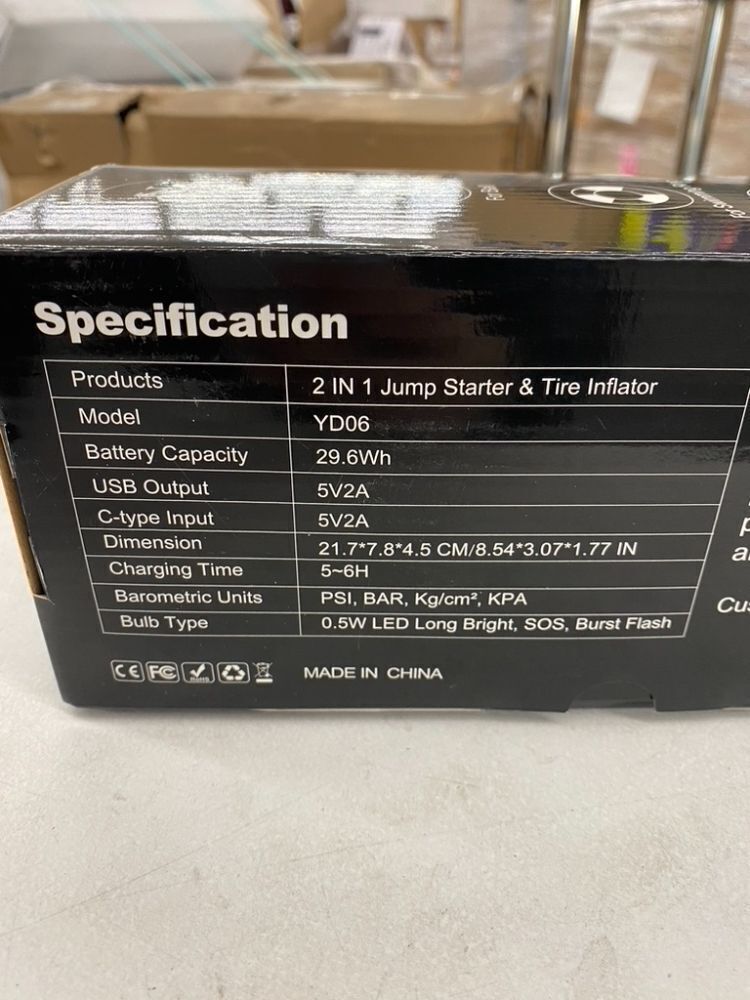 Specification
Products 2 IN 1 Jump Starter & Tire Inflator
Model YD06
Battery Capacity 29.6Wh
USB Output 5V2A
C-type Input 5V2A
Dimension 21.7*7.8*4.5 CM/8.54*3.07*1.77 IN
Charging Time 5~6H
Barometric Units PSI, BAR, Kg/cm², KPA
Bulb Type 0.5W LED Long Bright, SOS, Burst Flash
CE FC RoHS MADE IN CHINA